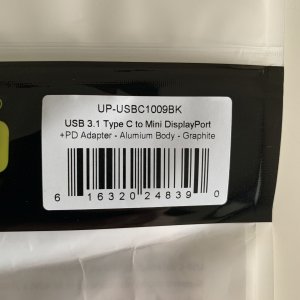 UP-USBC1009BK
USB 3.1 Type C to Mini DisplayPort
+PD Adapter - Alumium Body - Graphite
6 16320 24839 0